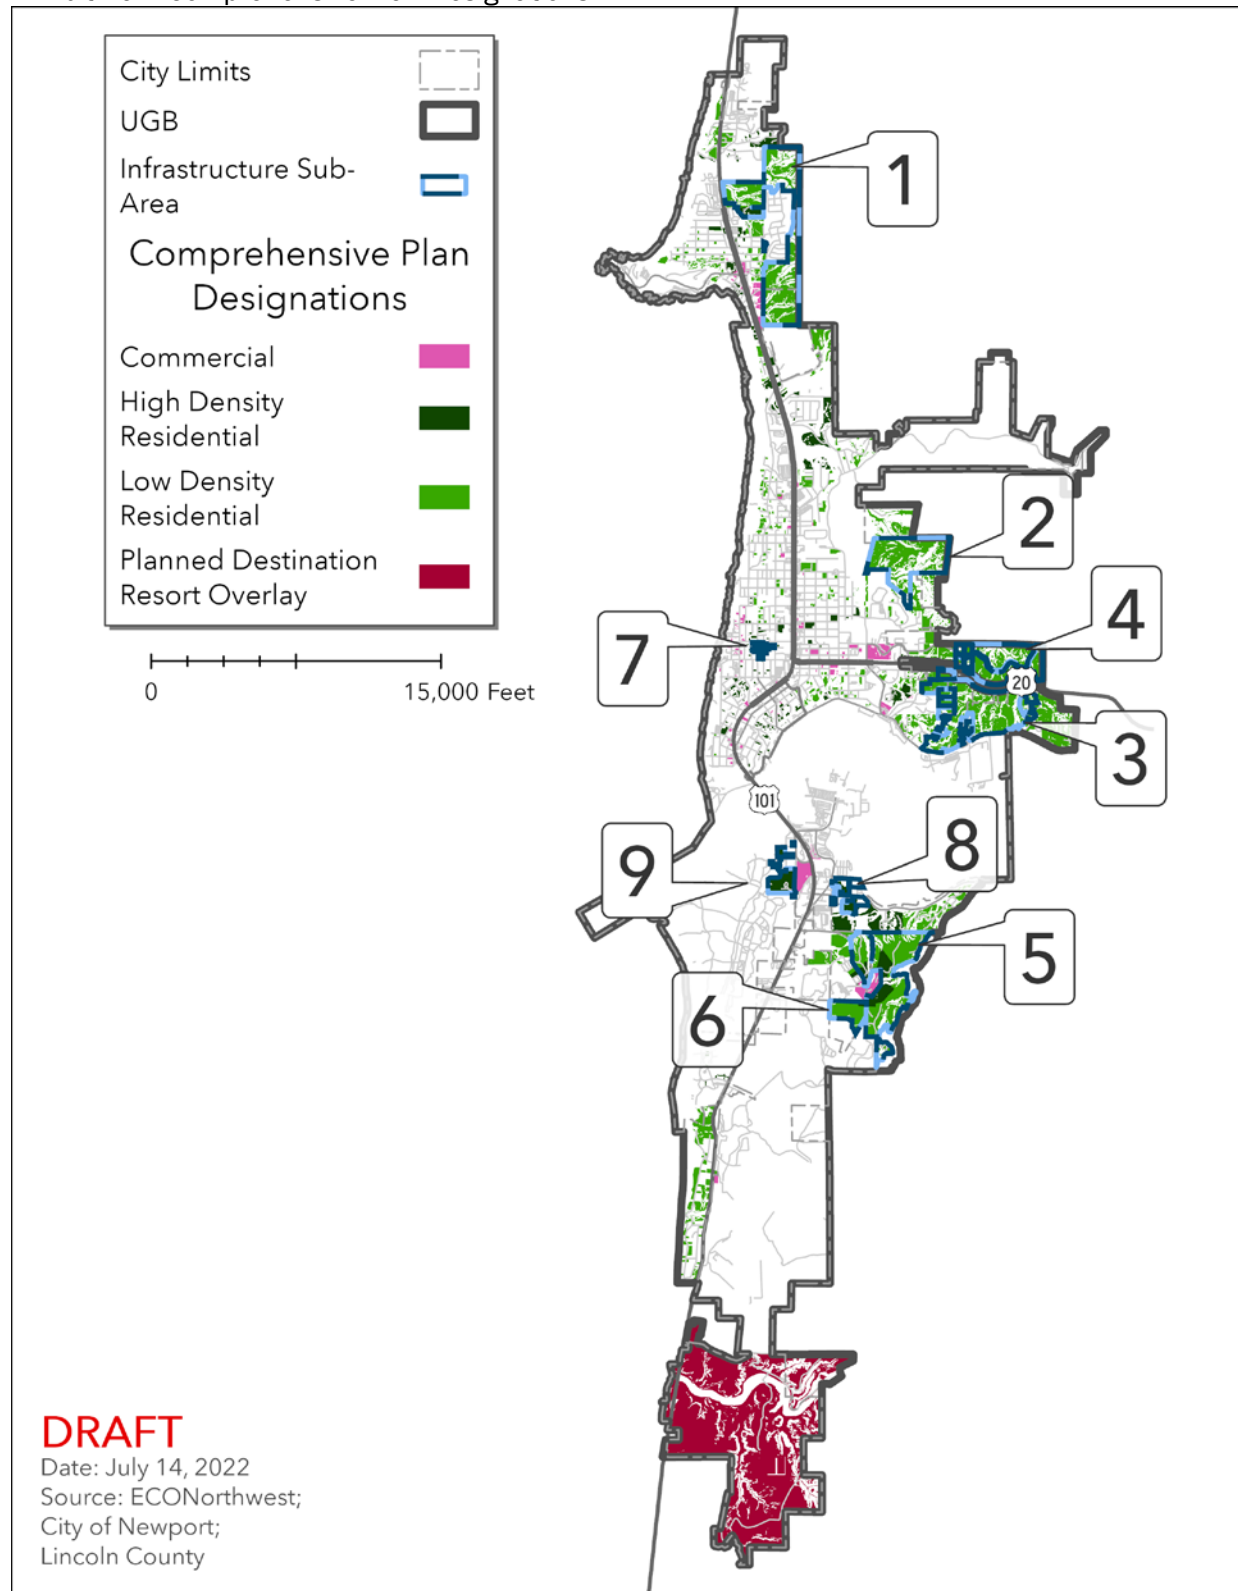 City Limits
UGB
Infrastructure Sub-
Area
Comprehensive Plan
Designations
Commercial
High Density
Residential
Low Density
Residential
Planned Destination
Resort Overlay
0
15,000 Feet
1
2
4
7
20
3
101
8
9
5
6
DRAFT
Date: July 14, 2022
Source: ECONorthwest;
City of Newport;
Lincoln County